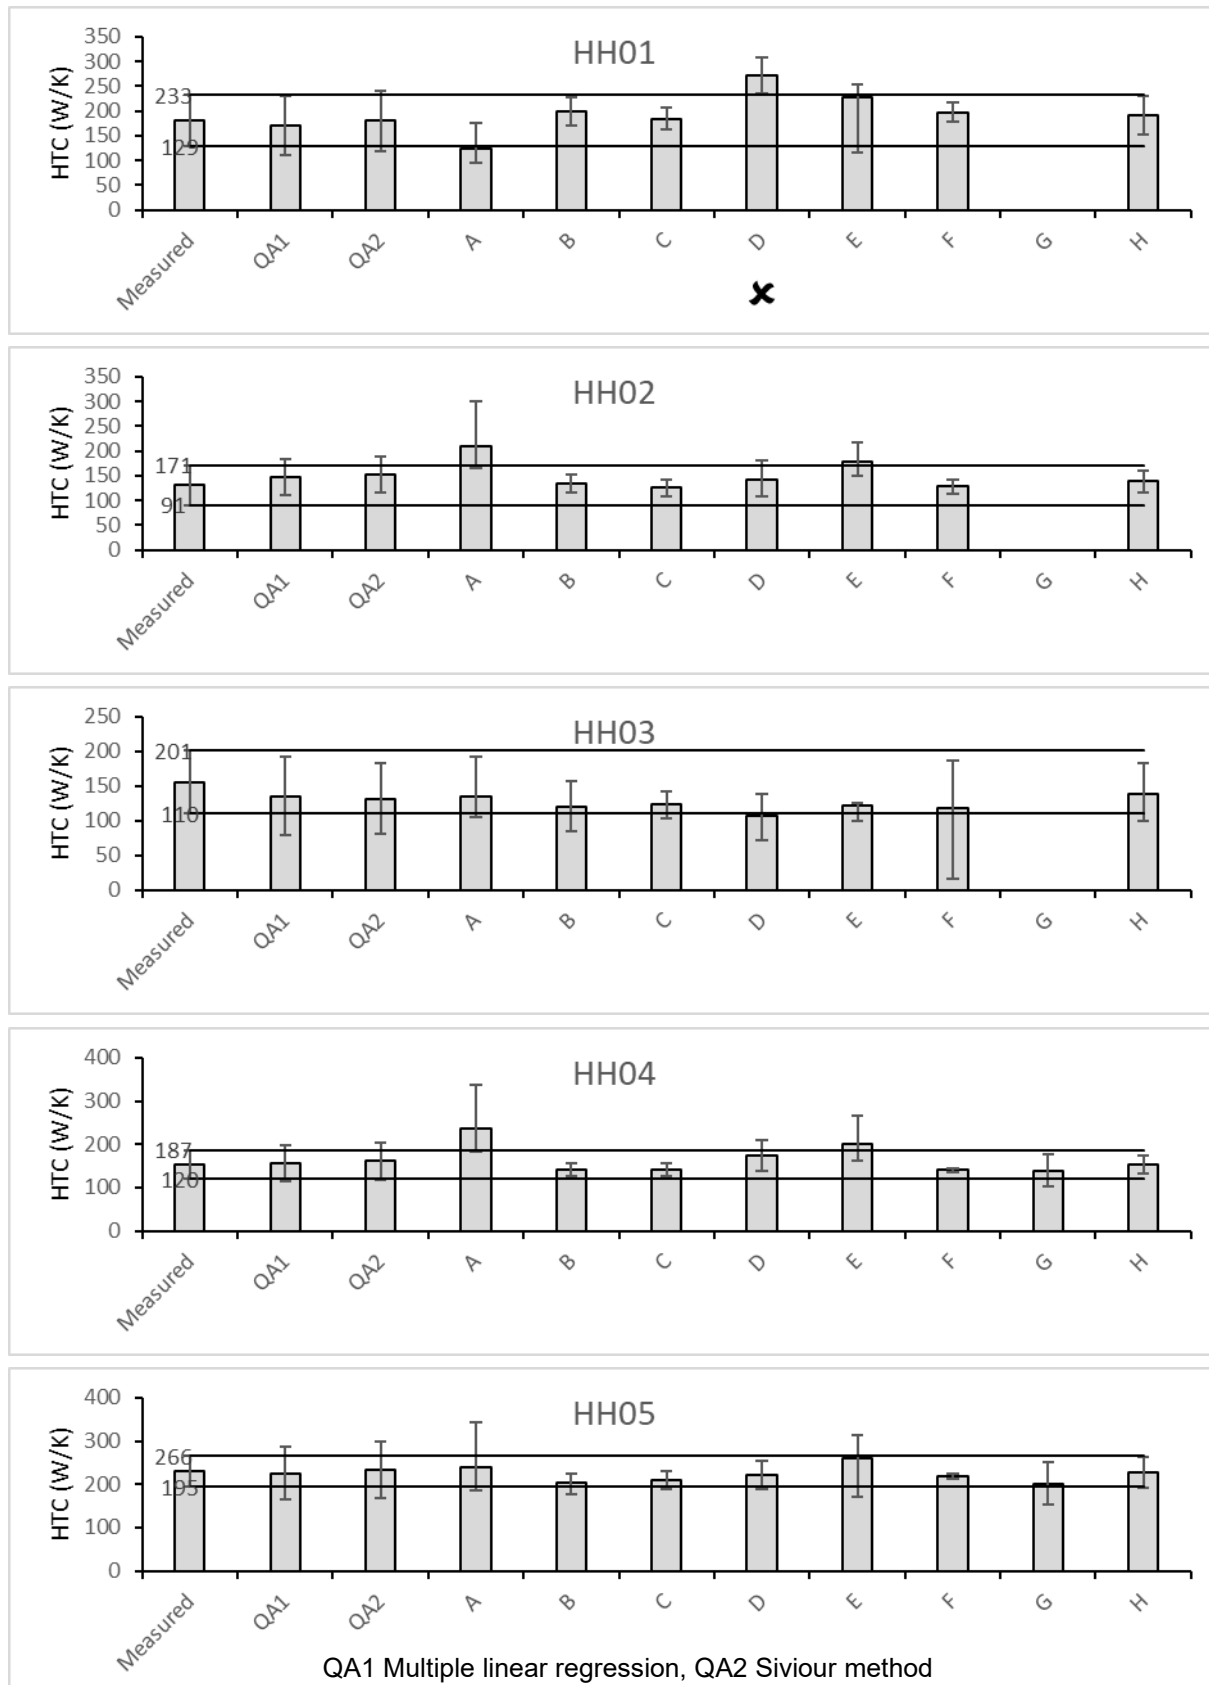 HH01
HTC (W/K)
350
300
250
200
150
100
50
0
233
129
Measured QA1 QA2 A B C D E F G H
✘
HH02
HTC (W/K)
350
300
250
200
150
100
50
0
171
91
Measured QA1 QA2 A B C D E F G H
HH03
HTC (W/K)
250
200
150
100
50
0
201
110
Measured QA1 QA2 A B C D E F G H
HH04
HTC (W/K)
400
300
200
100
0
187
120
Measured QA1 QA2 A B C D E F G H
HH05
HTC (W/K)
400
300
200
100
0
266
195
Measured QA1 QA2 A B C D E F G H
QA1 Multiple linear regression, QA2 Siviour method